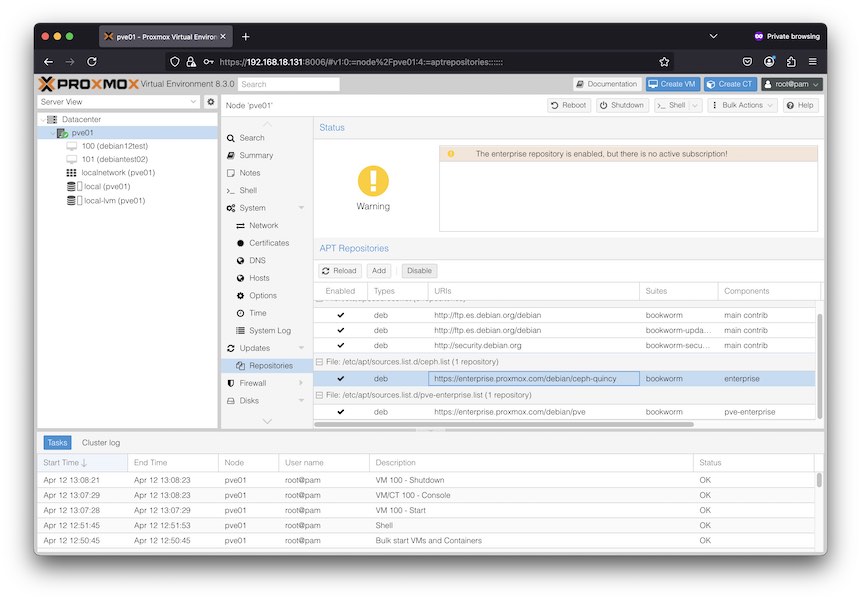 pve01 - Proxmox Virtual Environ
Private browsing
https://192.168.18.131:8006/#v1:0:=node%2Fpve01:4:=aptrepositories::::::
PROXMOX Virtual Environment 8.3.0 Search Documentation Create VM Create CT root@pam
Server View
Node 'pve01' Reboot Shutdown Shell Bulk Actions Help
Datacenter
pve01
100 (debian12test)
101 (debiantest02)
localnetwork (pve01)
local (pve01)
local-lvm (pve01)
Search
Summary
Notes
Shell
System
Network
Certificates
DNS
Hosts
Options
Time
System Log
Updates
Repositories
Firewall
Disks
Status
Warning
The enterprise repository is enabled, but there is no active subscription!
APT Repositories
Reload Add Disable
Enabled Types URIs Suites Components
deb http://ftp.es.debian.org/debian bookworm main contrib
deb http://ftp.es.debian.org/debian bookworm-upda... main contrib
deb http://security.debian.org bookworm-secu... main contrib
File: /etc/apt/sources.list.d/ceph.list (1 repository)
deb https://enterprise.proxmox.com/debian/ceph-quincy bookworm enterprise
File: /etc/apt/sources.list.d/pve-enterprise.list (1 repository)
deb https://enterprise.proxmox.com/debian/pve bookworm pve-enterprise
Tasks Cluster log
Start Time End Time Node User name Description Status
Apr 12 13:08:21 Apr 12 13:08:23 pve01 root@pam VM 100 - Shutdown OK
Apr 12 13:07:29 Apr 12 13:08:23 pve01 root@pam VM/CT 100 - Console OK
Apr 12 13:07:28 Apr 12 13:07:29 pve01 root@pam VM 100 - Start OK
Apr 12 12:51:45 Apr 12 12:51:53 pve01 root@pam Shell OK
Apr 12 12:50:45 Apr 12 12:50:45 pve01 root@pam Bulk start VMs and Containers OK